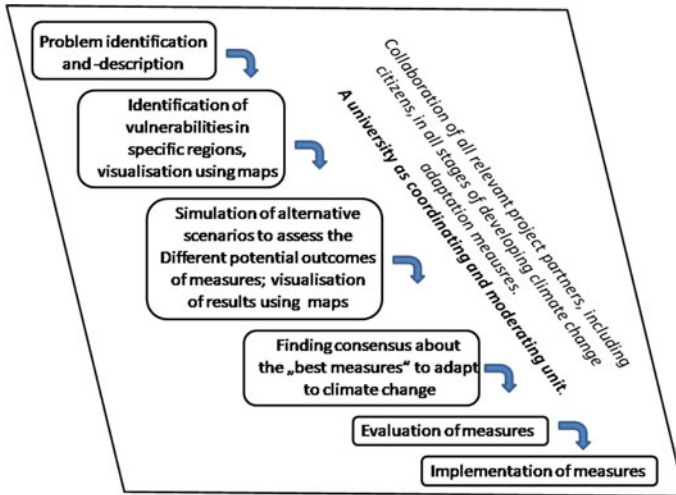 Problem identification
and -description
Identification of
vulnerabilities in
specific regions,
visualisation using maps
Simulation of alternative
scenarios to assess the
Different potential outcomes
of measures; visualisation
of results using maps
Finding consensus about
the „best measures“ to adapt
to climate change
Evaluation of measures
Implementation of measures
Collaboration of all relevant project partners, including
citizens, in all stages of developing climate change
adaptation meausres.
A university as coordinating and moderating unit.